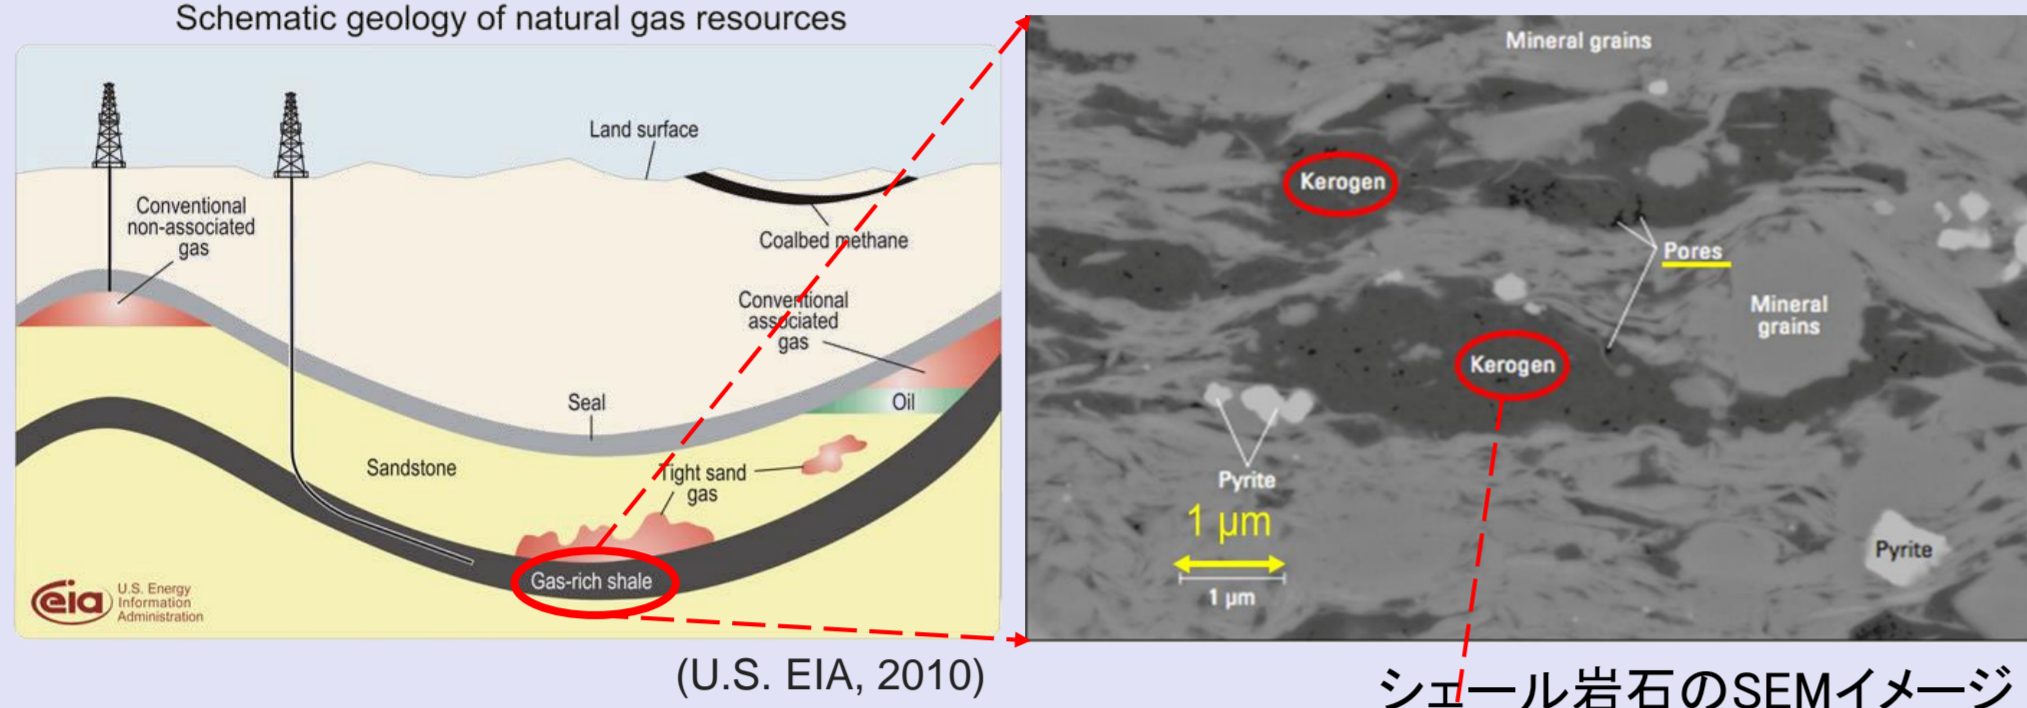 Schematic geology of natural gas resources
Land surface
Conventional
non-associated
gas
Coalbed methane
Conventional
associated
gas
Oil
Seal
Sandstone
Tight sand
gas
Gas-rich shale
eia
U.S. Energy
Information
Administration
(U.S. EIA, 2010)
Mineral grains
Kerogen
Pores
Mineral
grains
Kerogen
Pyrite
1 μm
1 μm
Pyrite
シェール岩石のSEMイメージ